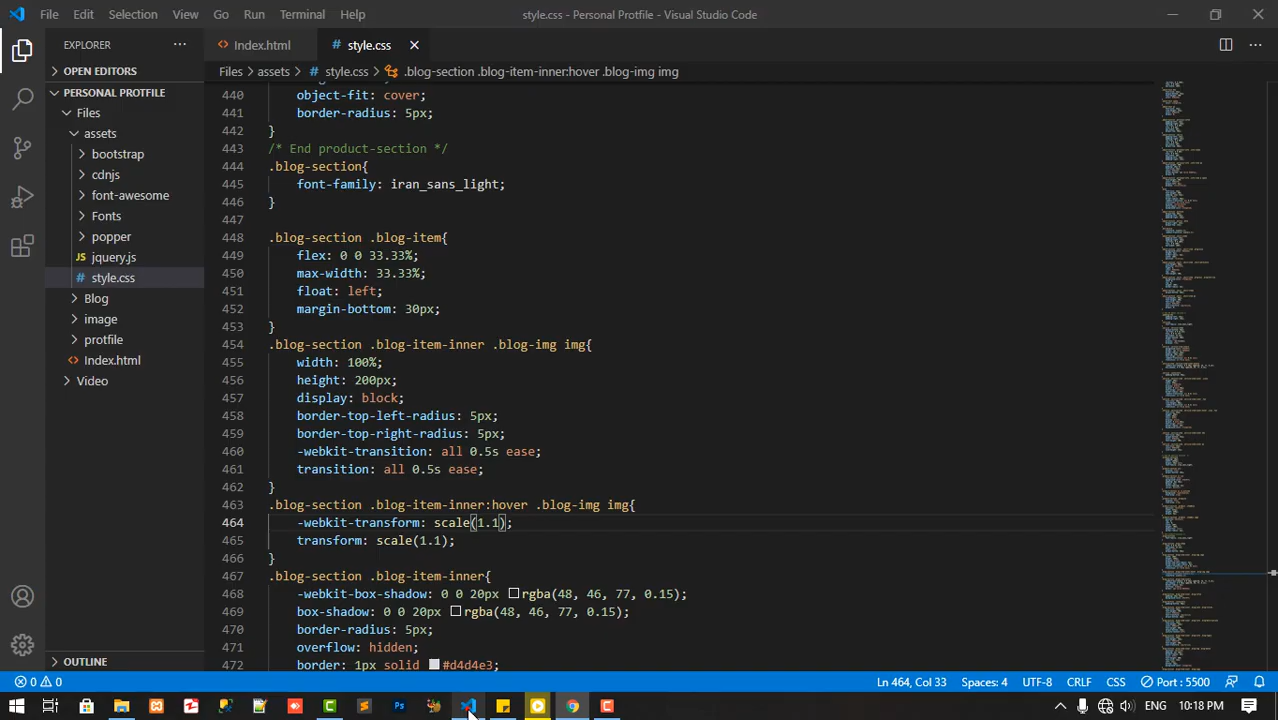 File Edit Selection View Go Run Terminal Help
style.css - Personal Protfile - Visual Studio Code
EXPLORER
Index.html style.css
OPEN EDITORS
Files > assets > style.css > .blog-section .blog-item-inner:hover .blog-img img
PERSONAL PROTFILE
Files
assets
bootstrap
cdnjs
font-awesome
Fonts
popper
JS jquery.js
# style.css
Blog
image
profile
Index.html
Video
OUTLINE
440 object-fit: cover;
441 border-radius: 5px;
442 }
443 /* End product-section */
444 .blog-section{
445 font-family: iran_sans_light;
446 }
447
448 .blog-section .blog-item{
449 flex: 0 0 33.33%;
450 max-width: 33.33%;
451 float: left;
452 margin-bottom: 30px;
453 }
454 .blog-section .blog-item-inner .blog-img img{
455 width: 100%;
456 height: 200px;
457 display: block;
458 border-top-left-radius: 5px;
459 border-top-right-radius: 5px;
460 -webkit-transition: all 0.5s ease;
461 transition: all 0.5s ease;
462 }
463 .blog-section .blog-item-inner:hover .blog-img img{
464 -webkit-transform: scale(1.1);
465 transform: scale(1.1);
466 }
467 .blog-section .blog-item-inner{
468 -webkit-box-shadow: 0 0 20px rgba(48, 46, 77, 0.15);
469 box-shadow: 0 0 20px rgba(48, 46, 77, 0.15);
470 border-radius: 5px;
471 overflow: hidden;
472 border: 1px solid #d4d4e3;
0 0 Ln 464, Col 33 Spaces: 4 UTF-8 CRLF CSS Port : 5500
10:18 PM